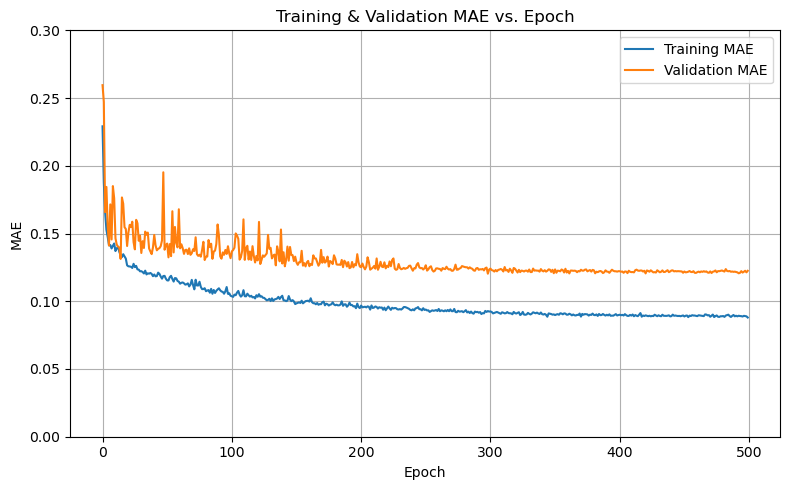 Training & Validation MAE vs. Epoch
Training MAE
Validation MAE
MAE
0.30
0.25
0.20
0.15
0.10
0.05
0.00
0 100 200 300 400 500
Epoch